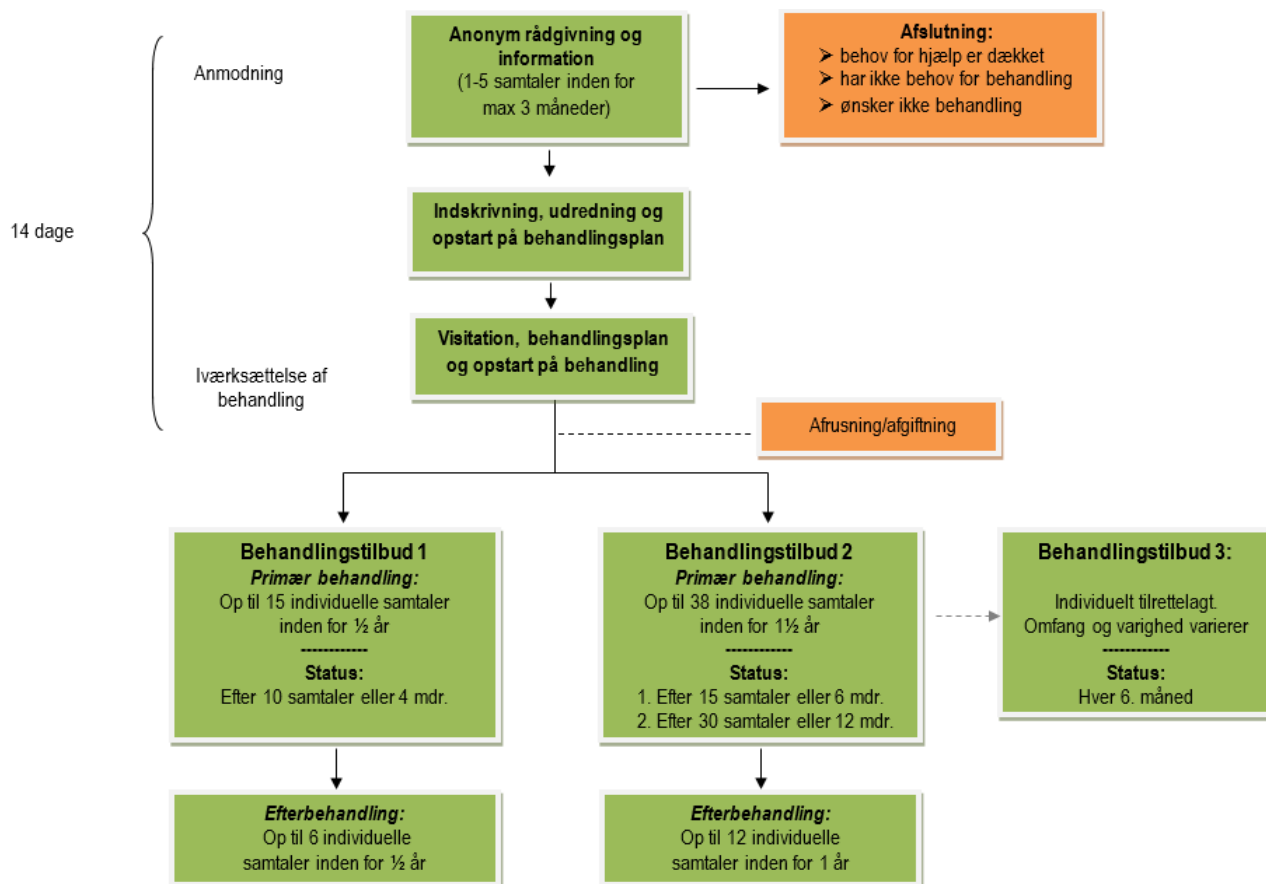 Anmodning
14 dage
Iværksættelse af
behandling
Anonym rådgivning og
information
(1-5 samtaler inden for
max 3 måneder)
Afslutning:
➢ behov for hjælp er dækket
➢ har ikke behov for behandling
➢ ønsker ikke behandling
Indskrivning, udredning og
opstart på behandlingsplan
Visitation, behandlingsplan
og opstart på behandling
Afrusning/afgiftning
Behandlingstilbud 1
Primær behandling:
Op til 15 individuelle samtaler
inden for ½ år
------------
Status:
Efter 10 samtaler eller 4 mdr.
Efterbehandling:
Op til 6 individuelle
samtaler inden for ½ år
Behandlingstilbud 2
Primær behandling:
Op til 38 individuelle samtaler
inden for 1½ år
------------
Status:
1. Efter 15 samtaler eller 6 mdr.
2. Efter 30 samtaler eller 12 mdr.
Efterbehandling:
Op til 12 individuelle
samtaler inden for 1 år
Behandlingstilbud 3:
Individuelt tilrettelagt.
Omfang og varighed varierer
------------
Status:
Hver 6. måned